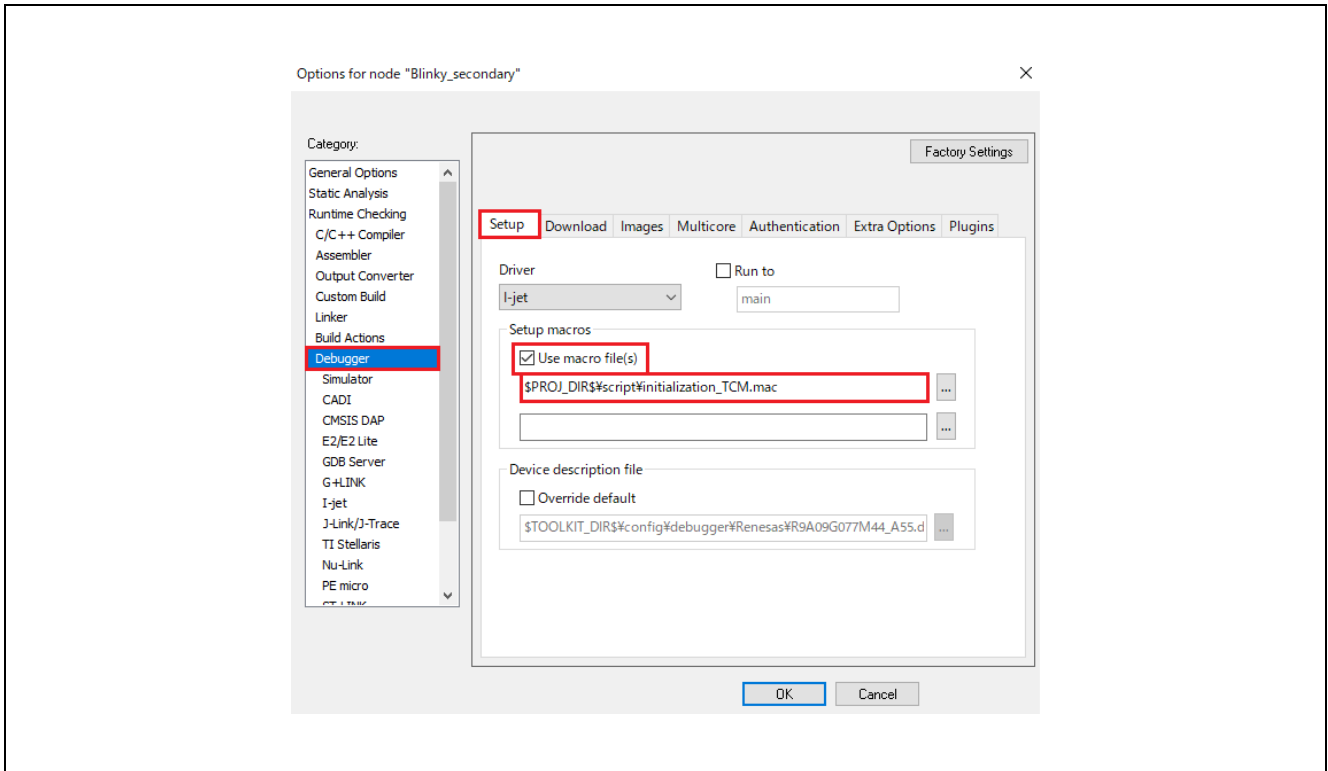 Options for node "Blinky_secondary"
Category:
General Options
Static Analysis
Runtime Checking
C/C++ Compiler
Assembler
Output Converter
Custom Build
Linker
Build Actions
Debugger
Simulator
CADI
CMSIS DAP
E2/E2 Lite
GDB Server
G+LINK
I-jet
J-Link/J-Trace
TI Stellaris
Nu-Link
PE micro
ST-LINK
Factory Settings
Setup Download Images Multicore Authentication Extra Options Plugins
Driver
Run to
I-jet
main
Setup macros
Use macro file(s)
$PROJ_DIR$¥script¥initialization_TCM.mac
...
...
Device description file
Override default
$TOOLKIT_DIR$¥config¥debugger¥Renesas¥R9A09G077M44_A55.d
...
OK Cancel